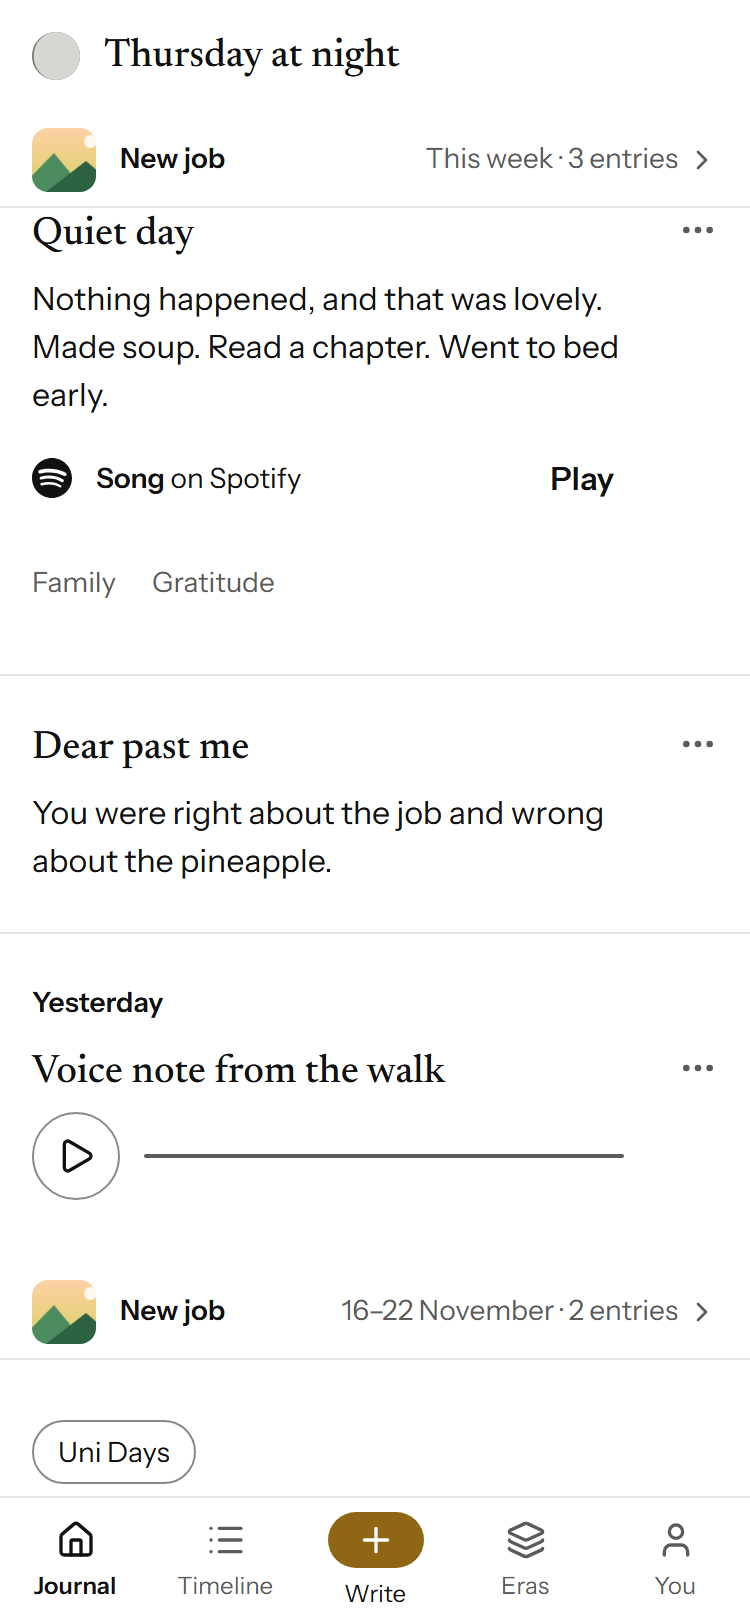 Thursday at night
New job
This week · 3 entries
Quiet day
Nothing happened, and that was lovely.
Made soup. Read a chapter. Went to bed
early.
Song on Spotify
Play
Family
Gratitude
Dear past me
You were right about the job and wrong
about the pineapple.
Yesterday
Voice note from the walk
New job
16–22 November · 2 entries
Uni Days
Journal
Timeline
Write
Eras
You